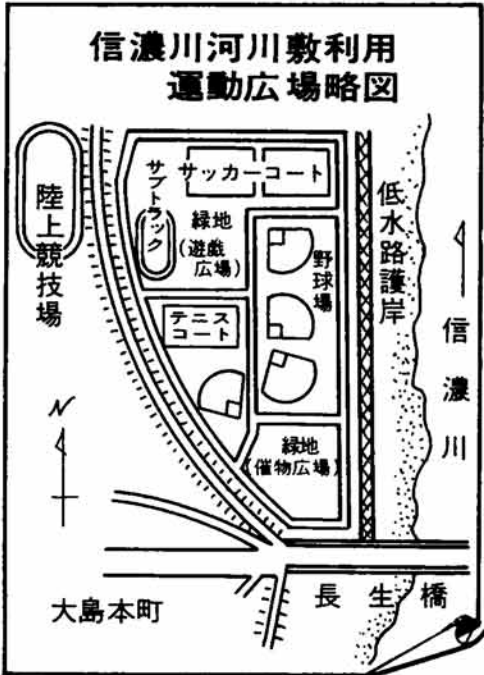 信濃川河川敷利用
運動広場略図
陸上競技場
サブトラック
サッカーコート
緑地
(遊戯
広場)
野球場
低水路護岸
信濃川
テニス
コート
緑地
(催物広場)
N
大島本町
長生橋